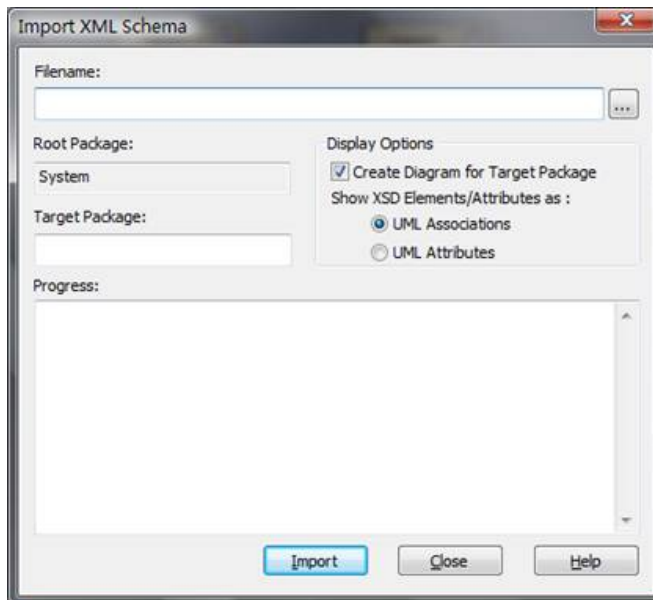 Import XML Schema
Filename:
...
Root Package:
System
Target Package:
Display Options
Create Diagram for Target Package
Show XSD Elements/Attributes as :
UML Associations
UML Attributes
Progress:
Import
Close
Help